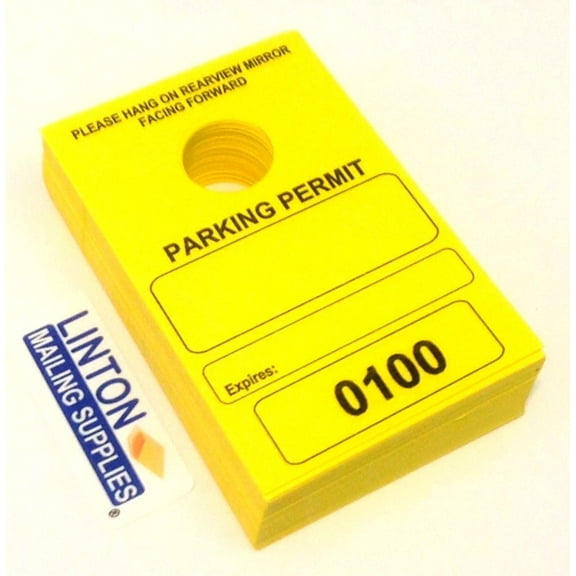 PLEASE HANG ON REARVIEW MIRROR
FACING FORWARD
PARKING PERMIT
Expires:
0100
LINTON
MAILING SUPPLIES
®